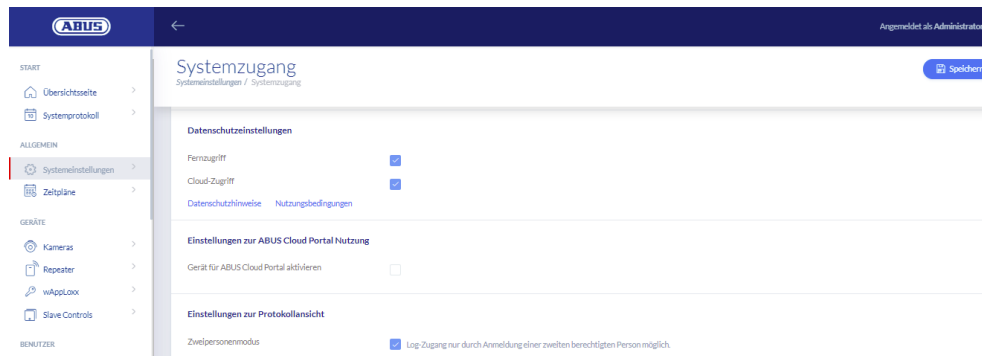 ABUS
Angemeldet als Administrator
START
Übersichtsseite
Systemprotokoll
ALLGEMEIN
Systemeinstellungen
Zeitpläne
GERÄTE
Kameras
Repeater
wAppLoxx
Slave Controls
BENUTZER
Systemzugang
Systemeinstellungen / Systemzugang
Speichern
Datenschutzeinstellungen
Fernzugriff
Cloud-Zugriff
Datenschutzhinweise Nutzungsbedingungen
Einstellungen zur ABUS Cloud Portal Nutzung
Gerät für ABUS Cloud Portal aktivieren
Einstellungen zur Protokollansicht
Zweipersonenmodus Log-Zugang nur durch Anmeldung einer zweiten berechtigten Person möglich.